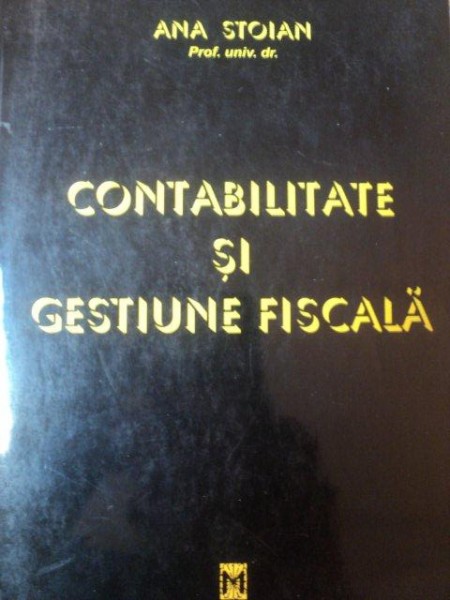 ANA STOIAN
Prof. univ. dr.
CONTABILITATE
ȘI
GESTIUNE FISCALĂ
M